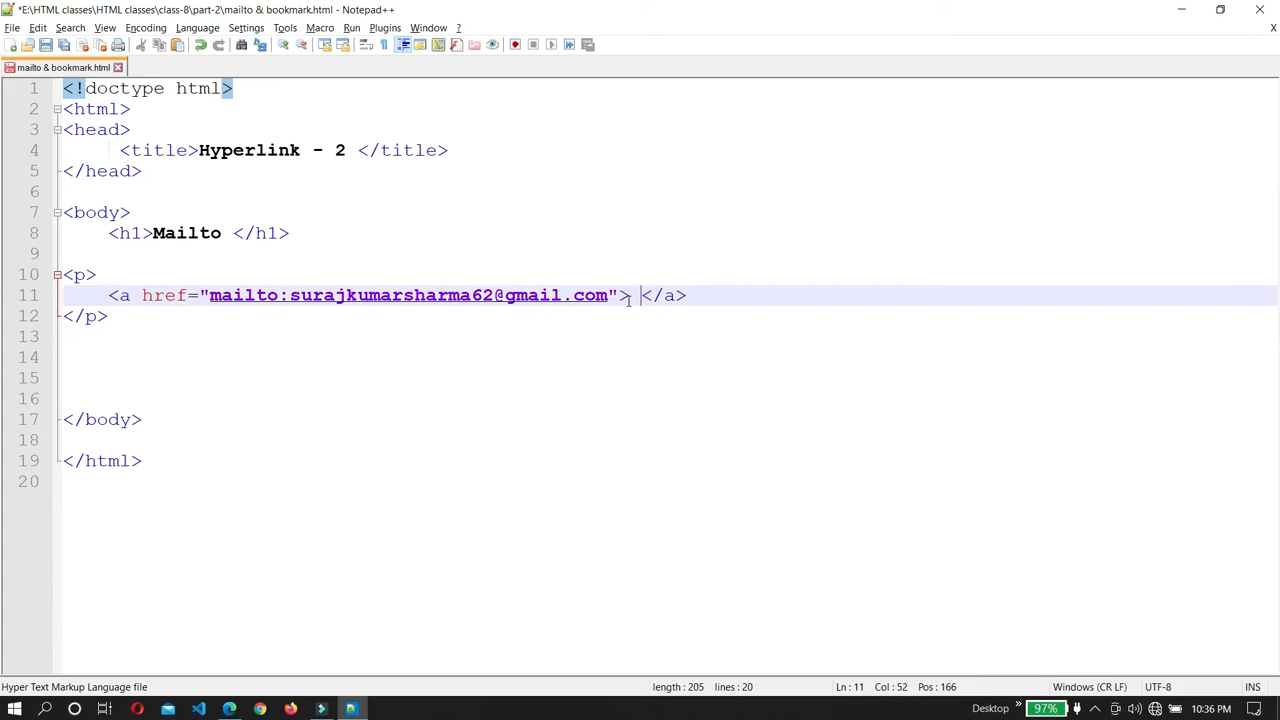 *E:\HTML classes\HTML classes\class-8\part-2\mailto & bookmark.html - Notepad++
File Edit Search View Encoding Language Settings Tools Macro Run Plugins Window ? X
mailto & bookmark.html
1 <!doctype html>
2 <html>
3 <head>
4 <title>Hyperlink - 2 </title>
5 </head>
6
7 <body>
8 <h1>Mailto </h1>
9
10 <p>
11 <a href="mailto:surajkumarsharma62@gmail.com"> </a>
12 </p>
13
14
15
16
17 </body>
18
19 </html>
20
Hyper Text Markup Language file length : 205 lines : 20 Ln : 11 Col : 52 Pos : 166 Windows (CR LF) UTF-8 INS
Desktop 97% 10:36 PM